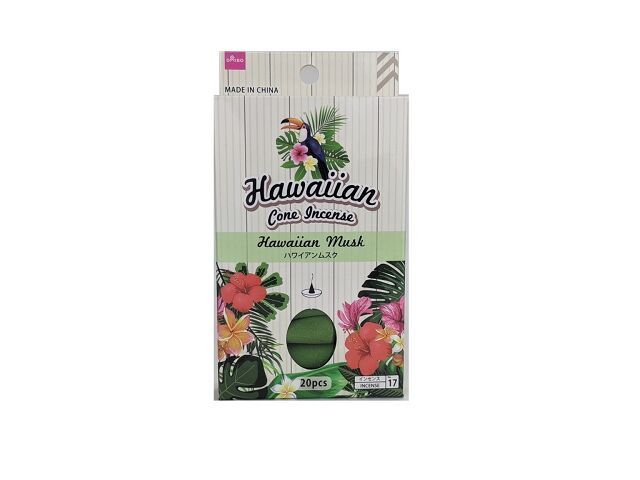 DAISO
MADE IN CHINA
Hawaiian
Cone Incense
Hawaiian Musk
ハワイアンムスク
20pcs
インセンス
INCENSE
No.
17